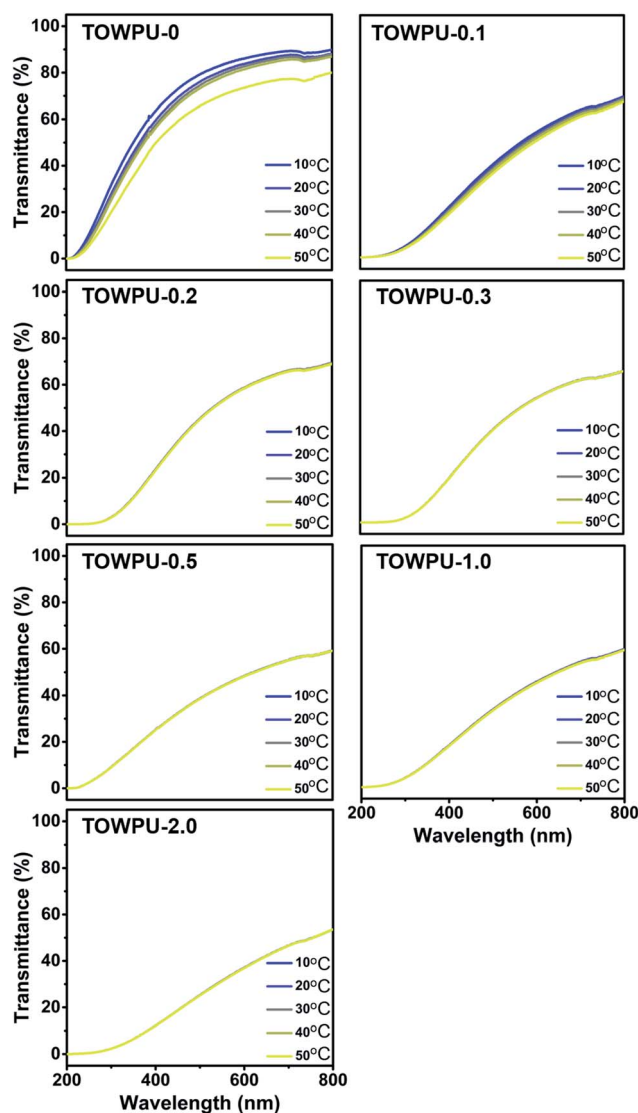 TOWPU-0
Transmittance (%)
100
80
60
40
20
0
10°C
20°C
30°C
40°C
50°C
TOWPU-0.1
10°C
20°C
30°C
40°C
50°C
TOWPU-0.2
Transmittance (%)
100
80
60
40
20
0
10°C
20°C
30°C
40°C
50°C
TOWPU-0.3
10°C
20°C
30°C
40°C
50°C
TOWPU-0.5
Transmittance (%)
100
80
60
40
20
0
10°C
20°C
30°C
40°C
50°C
TOWPU-1.0
10°C
20°C
30°C
40°C
50°C
200 400 600 800
Wavelength (nm)
TOWPU-2.0
Transmittance (%)
100
80
60
40
20
0
10°C
20°C
30°C
40°C
50°C
200 400 600 800
Wavelength (nm)